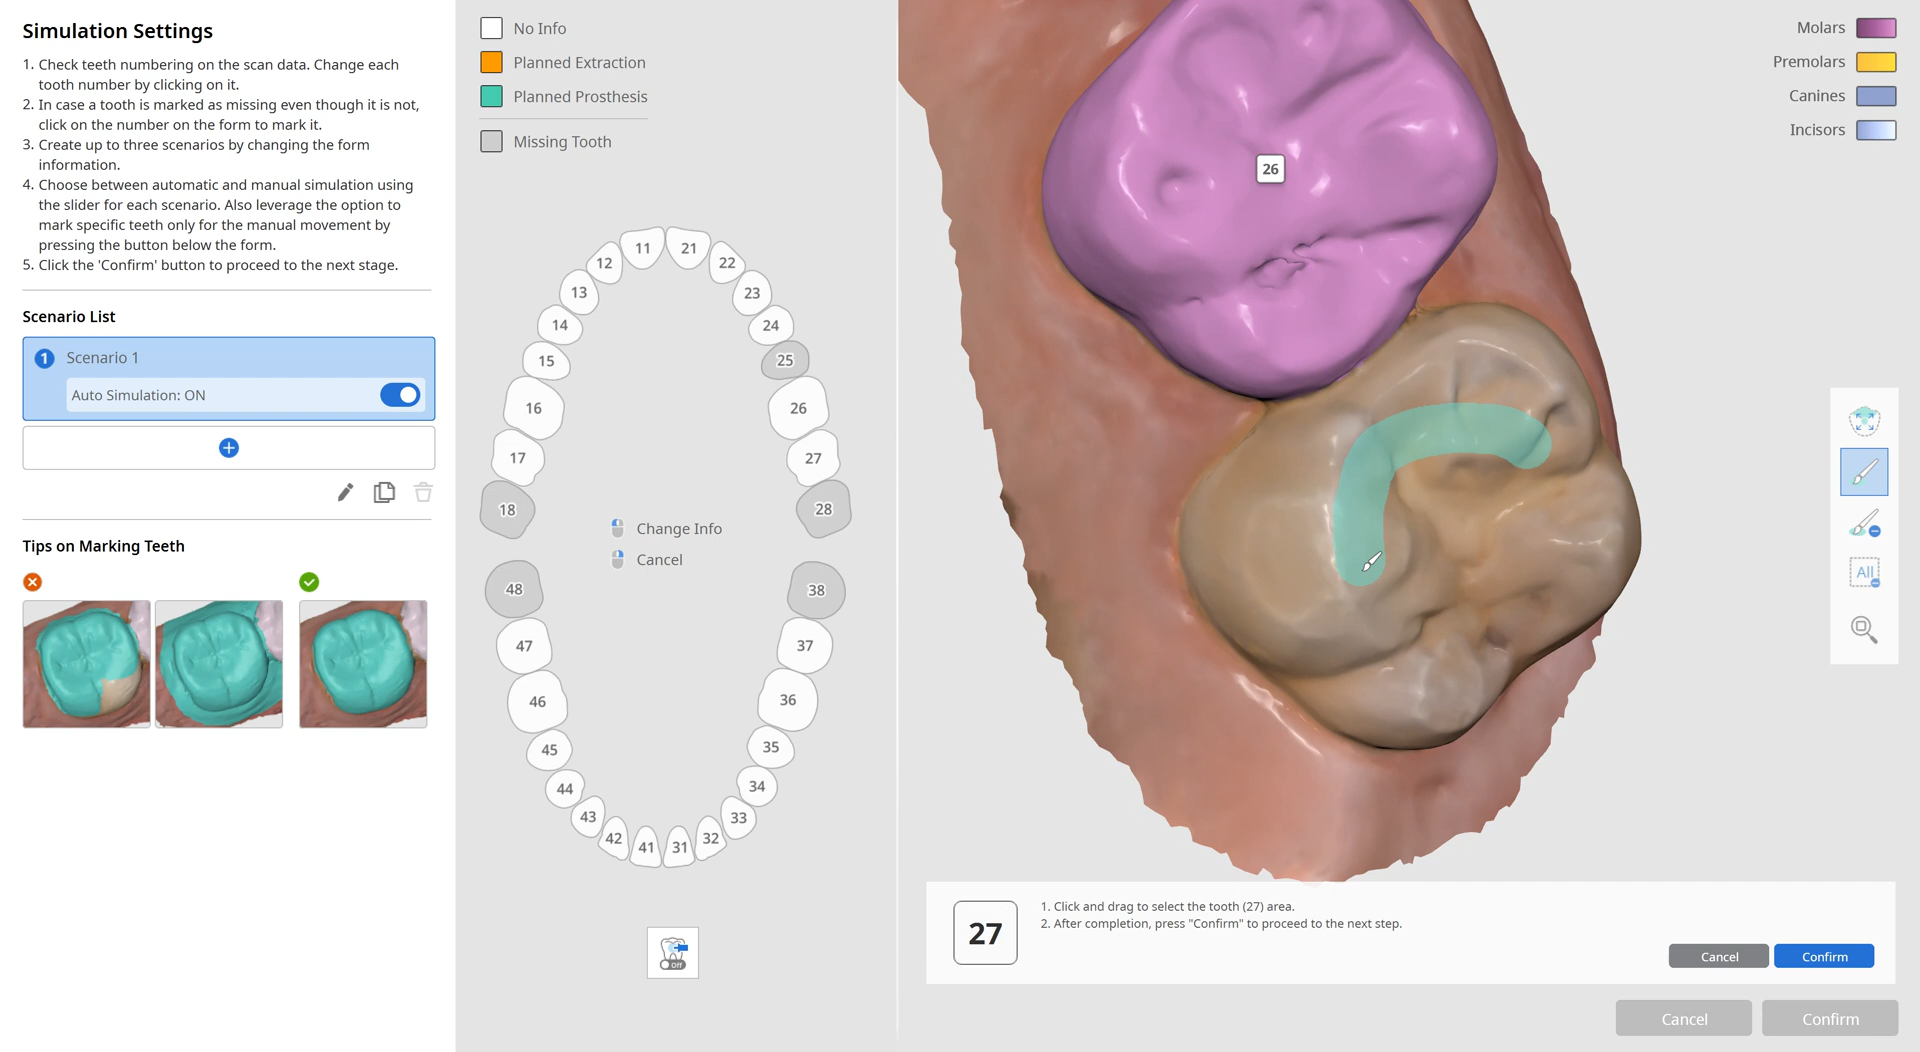 Simulation Settings
1. Check teeth numbering on the scan data. Change each
tooth number by clicking on it.
2. In case a tooth is marked as missing even though it is not,
click on the number on the form to mark it.
3. Create up to three scenarios by changing the form
information.
4. Choose between automatic and manual simulation using
the slider for each scenario. Also leverage the option to
mark specific teeth only for the manual movement by
pressing the button below the form.
5. Click the 'Confirm' button to proceed to the next stage.
Scenario List
1 Scenario 1
Auto Simulation: ON
Tips on Marking Teeth
No Info
Planned Extraction
Planned Prosthesis
Missing Tooth
11 21
12 22
13 23
14 24
15 25
16 26
17 27
18 28
Change Info
Cancel
48 38
47 37
46 36
45 35
44 34
43 33
42 32
41 31
Off
Molars
Premolars
Canines
Incisors
26
All
27
1. Click and drag to select the tooth (27) area.
2. After completion, press "Confirm" to proceed to the next step.
Cancel Confirm
Cancel Confirm